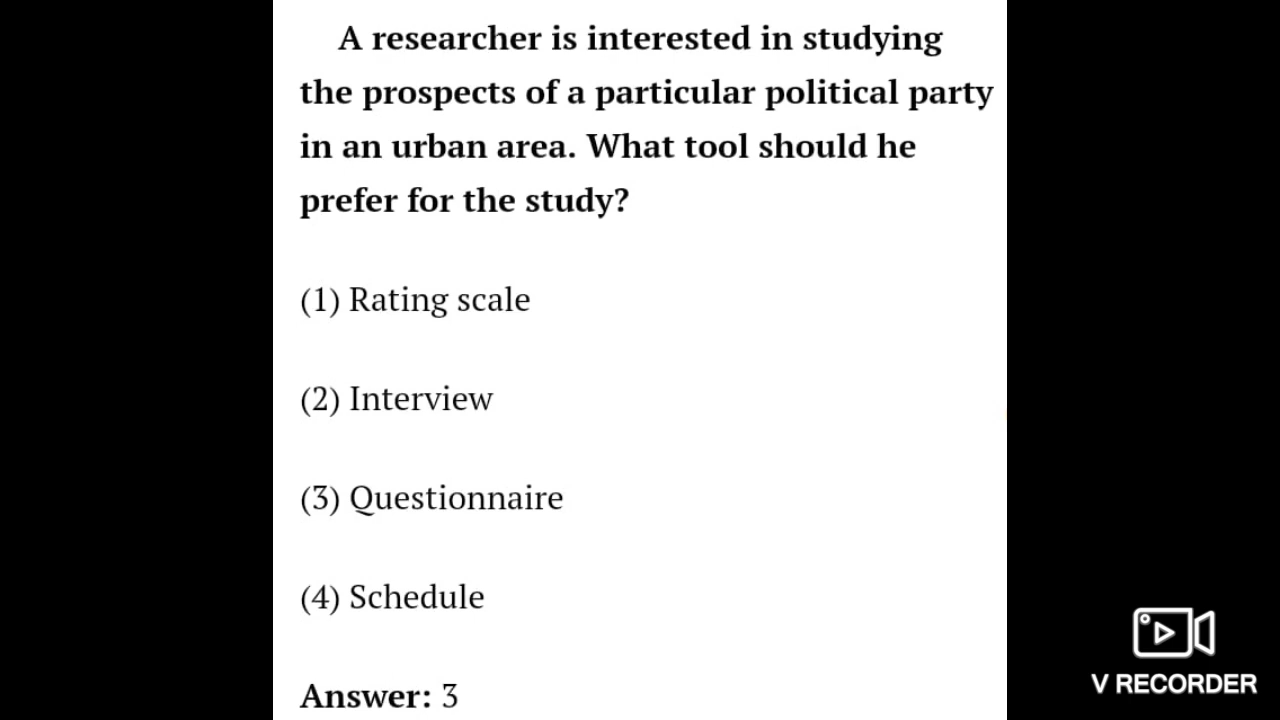 A researcher is interested in studying
the prospects of a particular political party
in an urban area. What tool should he
prefer for the study?
(1) Rating scale
(2) Interview
(3) Questionnaire
(4) Schedule
Answer: 3
V RECORDER